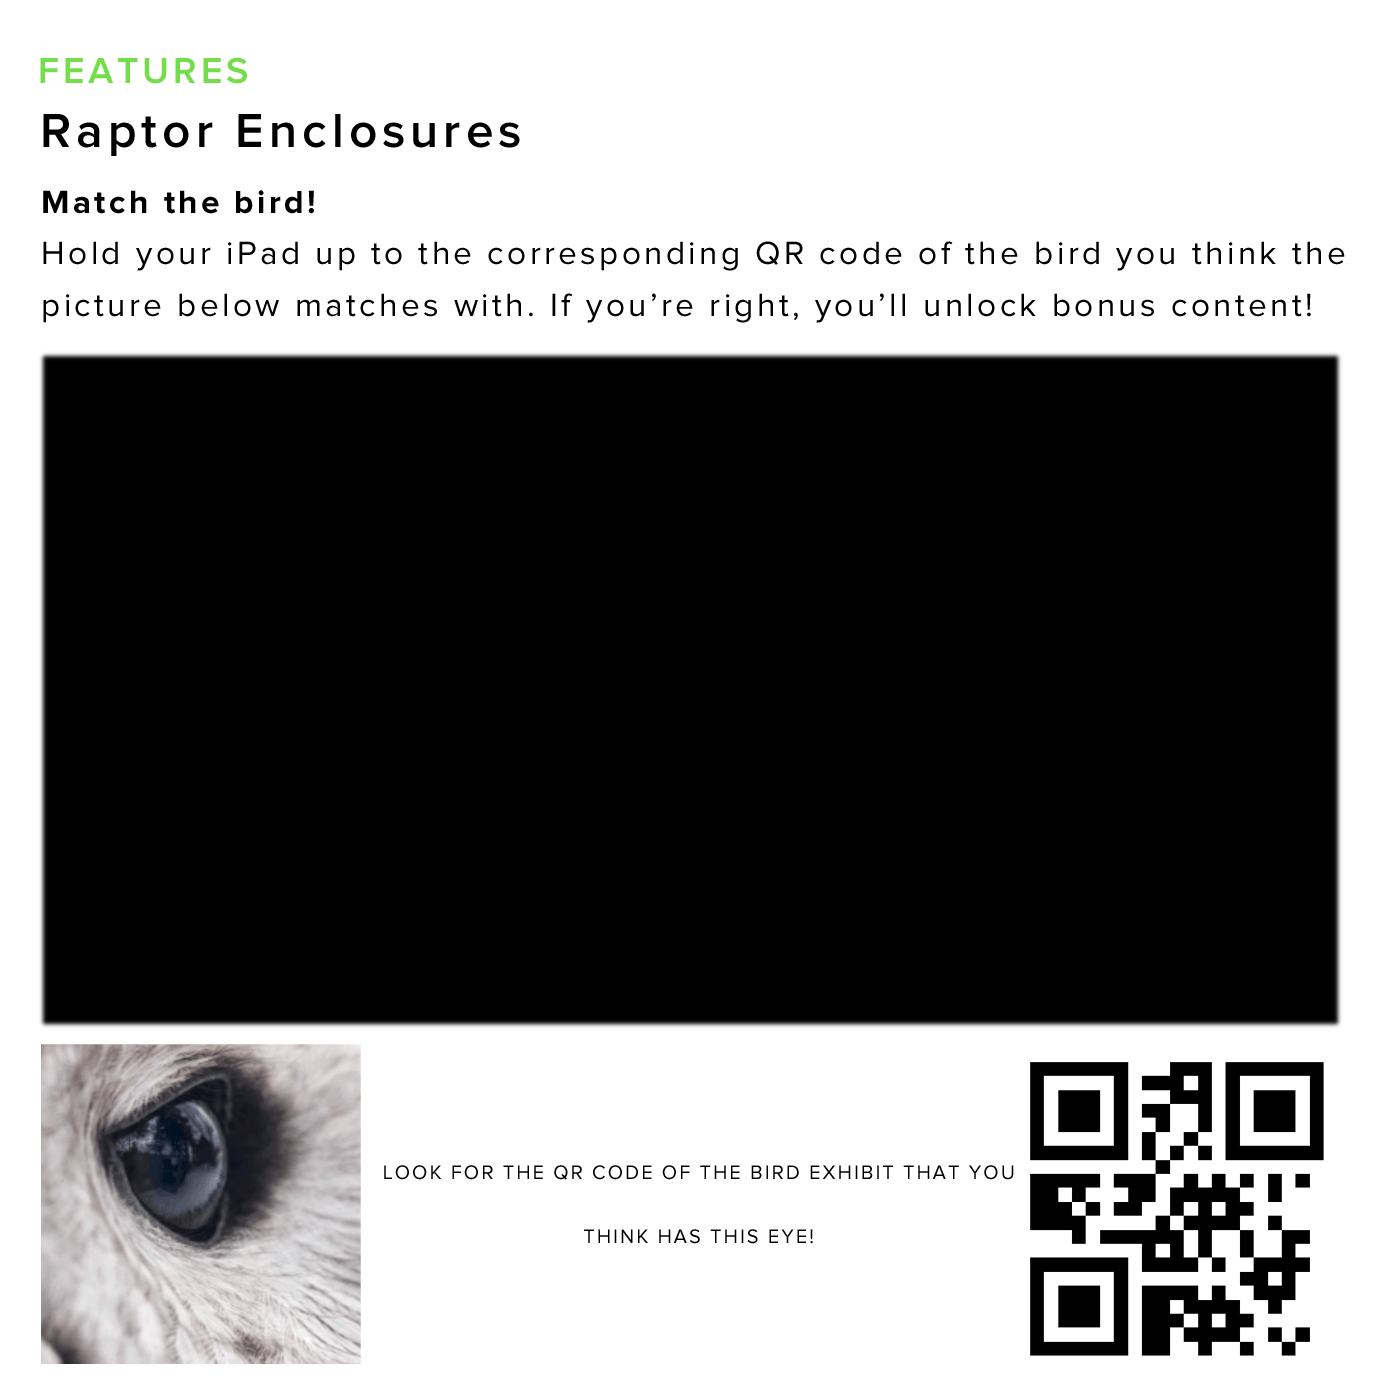 FEATURES
Raptor Enclosures
Match the bird!
Hold your iPad up to the corresponding QR code of the bird you think the
picture below matches with. If you’re right, you’ll unlock bonus content!
LOOK FOR THE QR CODE OF THE BIRD EXHIBIT THAT YOU
THINK HAS THIS EYE!